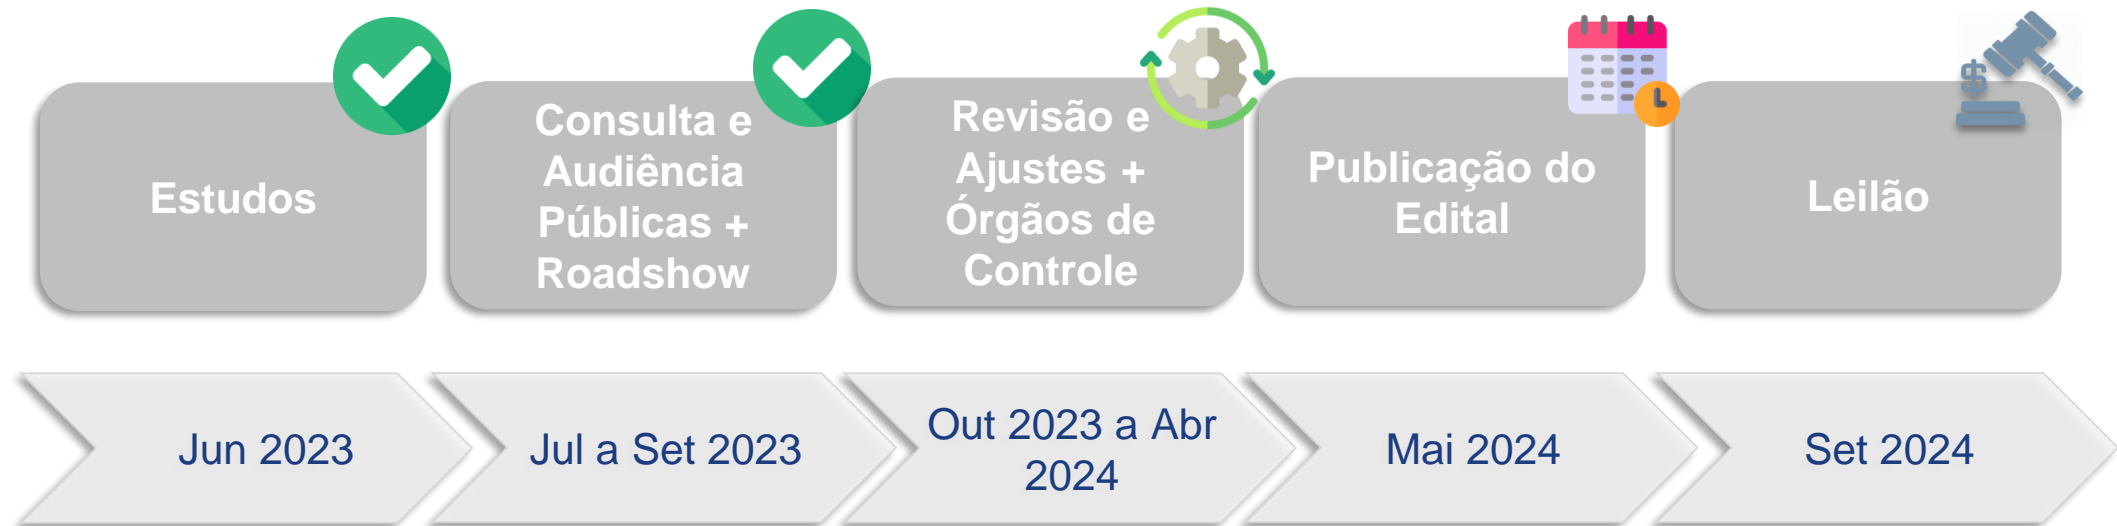 Estudos
Consulta e
Audiência
Públicas +
Roadshow
Revisão e
Ajustes +
Órgãos de
Controle
Publicação do
Edital
$
Leilão
Jun 2023
Jul a Set 2023
Out 2023 a Abr
2024
Mai 2024
Set 2024